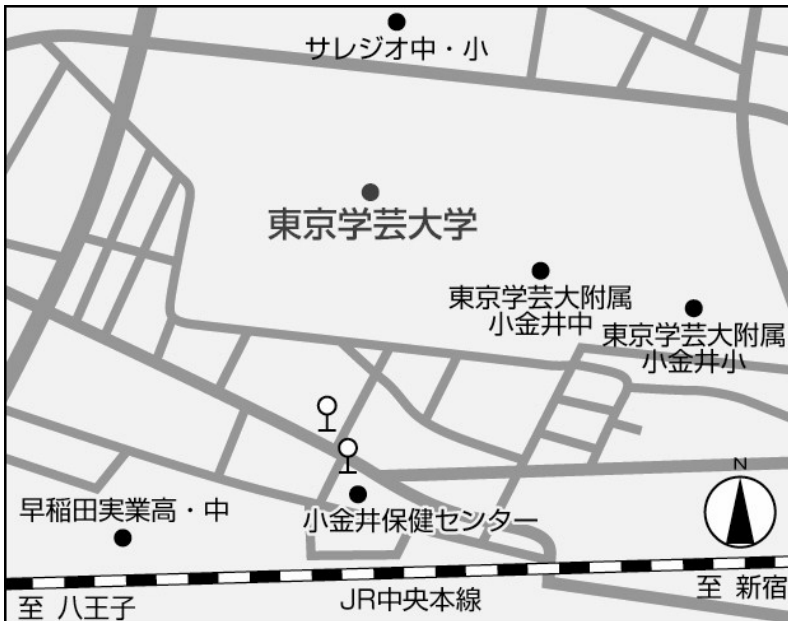 サレジオ中・小
東京学芸大学
東京学芸大附属
小金井中
東京学芸大附属
小金井小
N
早稲田実業高・中
小金井保健センター
至 八王子
JR中央本線
至 新宿